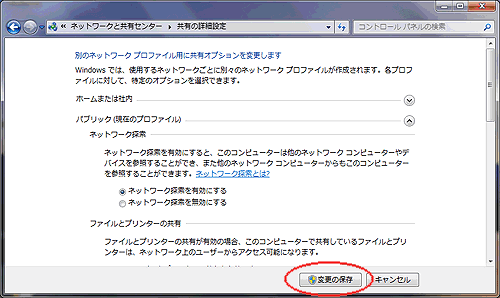 « ネットワークと共有センター ▸ 共有の詳細設定
コントロール パネルの検索
別のネットワーク プロファイル用に共有オプションを変更します
Windows では、使用するネットワークごとに別々のネットワーク プロファイルが作成されます。各プロ
ファイルに対して、特定のオプションを選択できます。
ホームまたは社内
パブリック (現在のプロファイル)
ネットワーク探索
ネットワーク探索を有効にすると、このコンピューターは他のネットワーク コンピューターやデ
バイスを参照することができ、また他のネットワーク コンピューターからもこのコンピューター
を参照することができます。ネットワーク探索とは?
ネットワーク探索を有効にする
ネットワーク探索を無効にする
ファイルとプリンターの共有
ファイルとプリンターの共有が有効の場合、このコンピューターで共有しているファイルとプリ
ンターは、ネットワーク上のユーザーからアクセス可能になります。
変更の保存
キャンセル